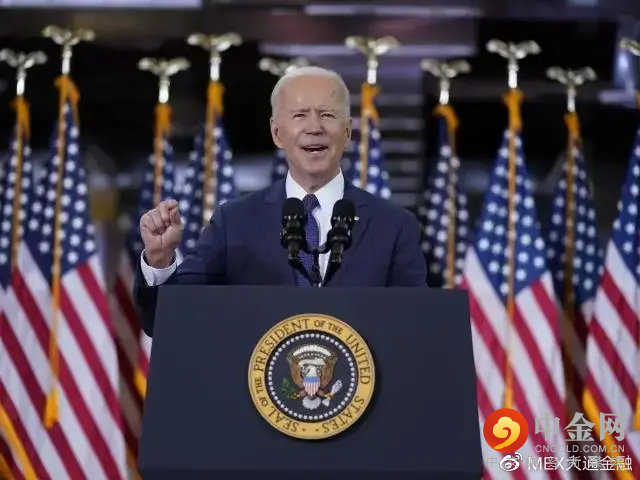 SEAL OF THE PRESIDENT OF THE UNITED STATES
中金网
CNGOLD.COM.CN
@MEX大通金融